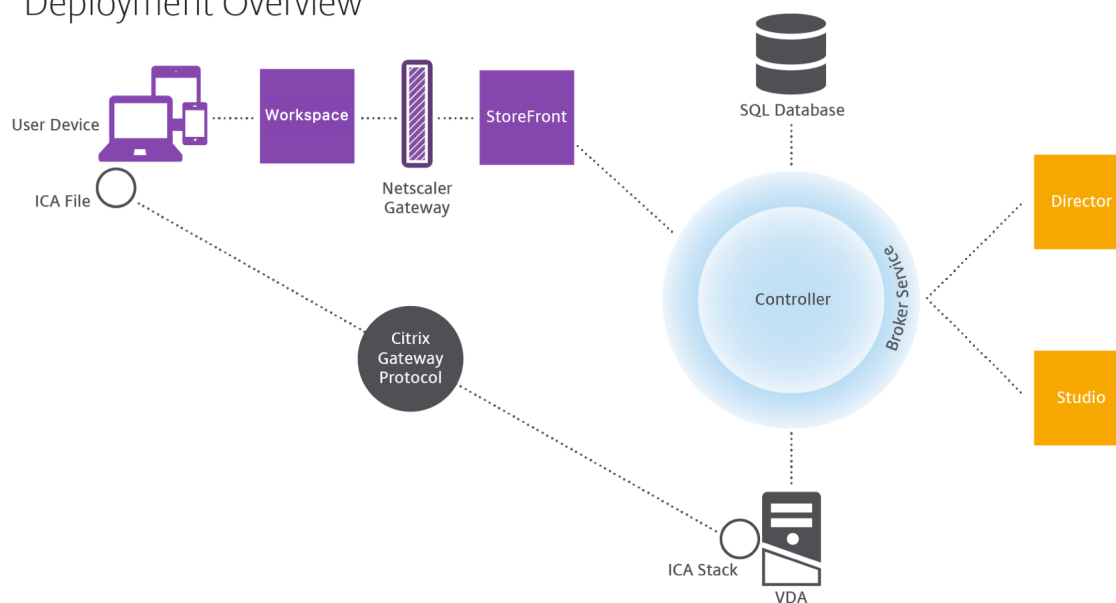 Deployment Overview
SQL Database
User Device
Workspace
StoreFront
Netscaler
Gateway
ICA File
Director
Controller
Broker Service
Citrix
Gateway
Protocol
Studio
ICA Stack
VDA